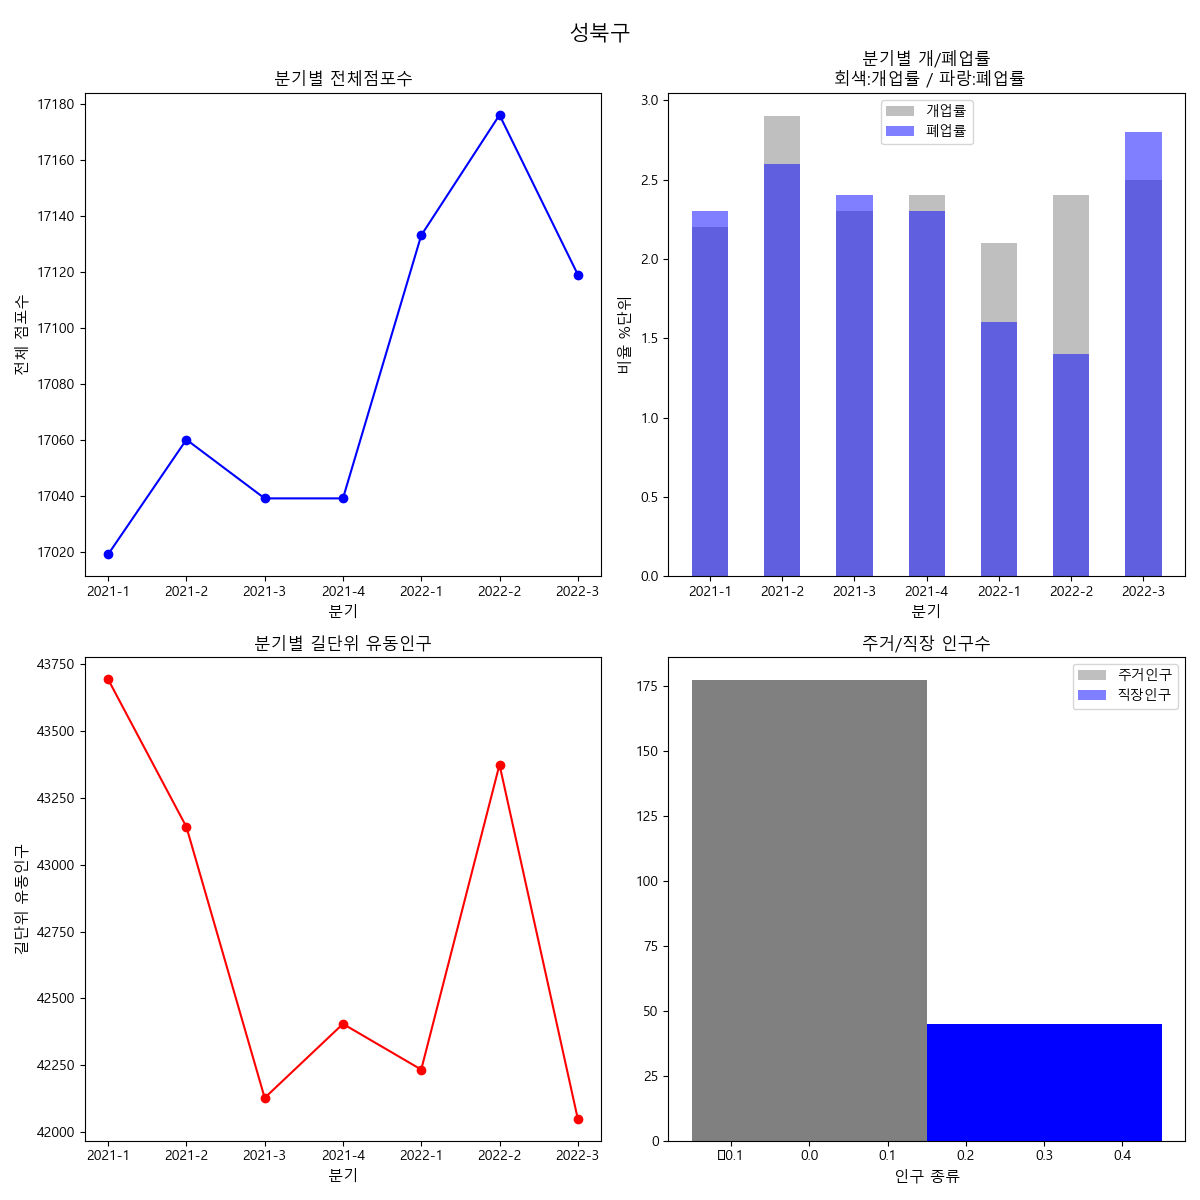 성북구
분기별 전체점포수
전체 점포수
17180
17160
17140
17120
17100
17080
17060
17040
17020
2021-1 2021-2 2021-3 2021-4 2022-1 2022-2 2022-3
분기
분기별 개/폐업률
회색:개업률 / 파랑:폐업률
개업률
폐업률
비율 %단위
3.0
2.5
2.0
1.5
1.0
0.5
0.0
2021-1 2021-2 2021-3 2021-4 2022-1 2022-2 2022-3
분기
분기별 길단위 유동인구
길단위 유동인구
43750
43500
43250
43000
42750
42500
42250
42000
2021-1 2021-2 2021-3 2021-4 2022-1 2022-2 2022-3
분기
주거/직장 인구수
주거인구
직장인구
175
150
125
100
75
50
25
0
▯0.1 0.0 0.1 0.2 0.3 0.4
인구 종류